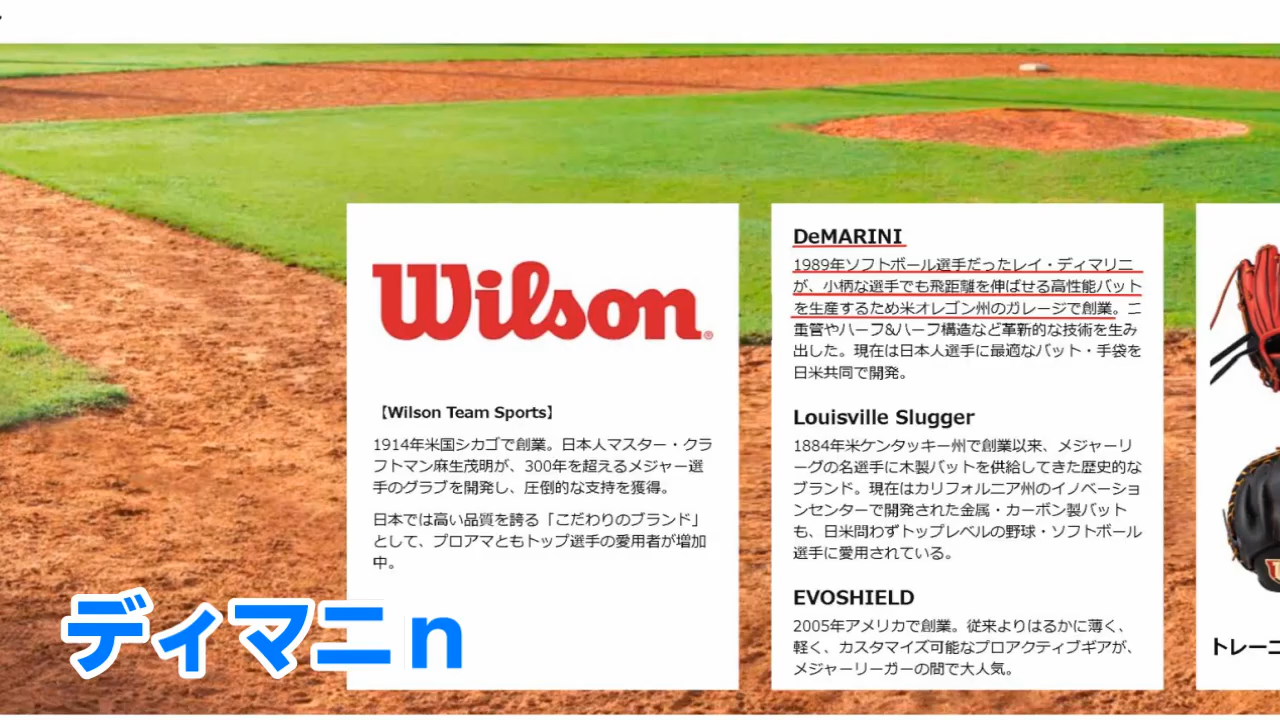 Wilson®
【Wilson Team Sports】
1914年米国シカゴで創業。日本人マスター・クラ
フトマン麻生茂明が、300年を超えるメジャー選
手のグラブを開発し、圧倒的な支持を獲得。
日本では高い品質を誇る「こだわりのブランド」
として、プロアマともトップ選手の愛用者が増加
中。
DeMARINI
1989年ソフトボール選手だったレイ・ディマリニ
が、小柄な選手でも飛距離を伸ばせる高性能バット
を生産するため米オレゴン州のガレージで創業。二
重管やハーフ&ハーフ構造など革新的な技術を生み
出した。現在は日本人選手に最適なバット・手袋を
日米共同で開発。
Louisville Slugger
1884年米ケンタッキー州で創業以来、メジャーリ
ーグの名選手に木製バットを供給してきた歴史的な
ブランド。現在はカリフォルニア州のイノベーショ
ンセンターで開発された金属・カーボン製バット
も、日米問わずトップレベルの野球・ソフトボール
選手に愛用されている。
EVOSHIELD
2005年アメリカで創業。従来よりはるかに薄く、
軽く、カスタマイズ可能なプロアクティブギアが、
メジャーリーガーの間で大人気。
トレーニ
ディマニn